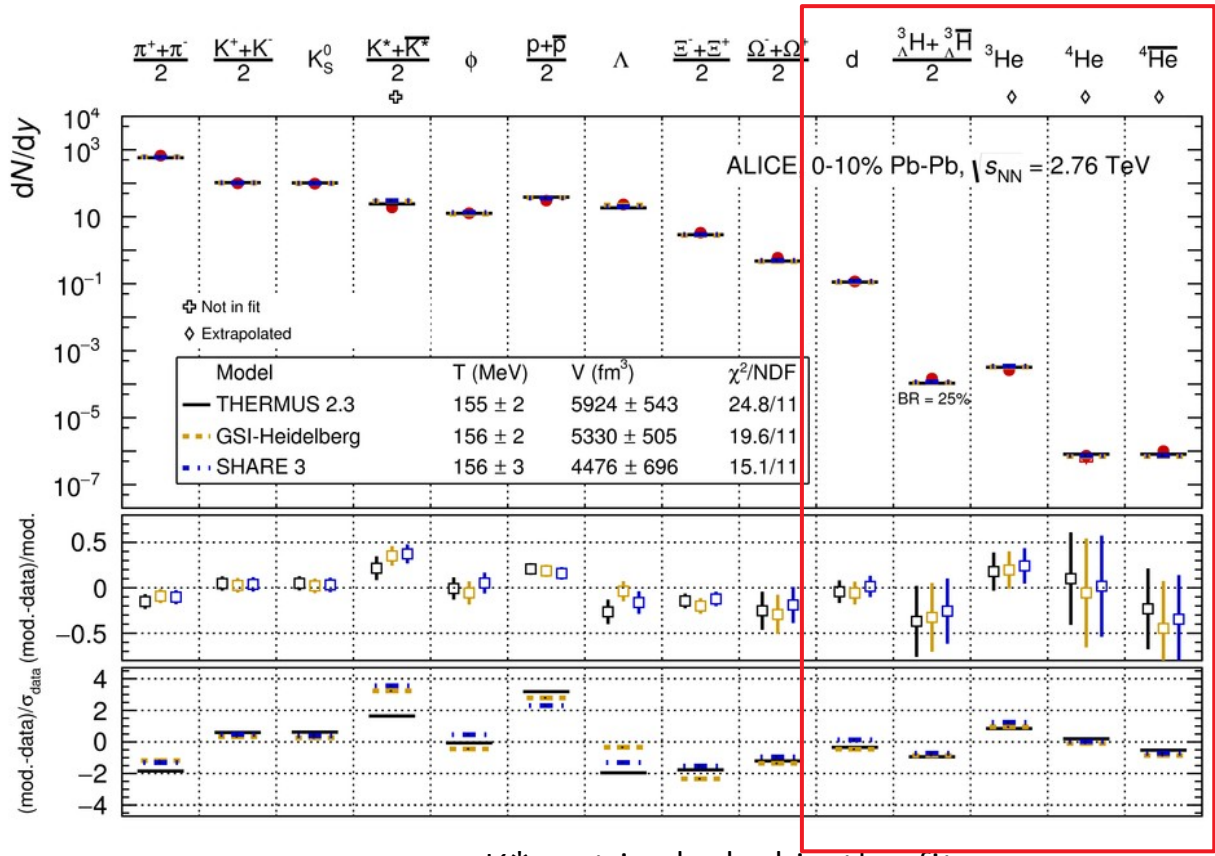 π⁺+π⁻/2 K⁺+K⁻/2 K⁰S K*+K̅*̅/2 ϕ p+p̅/2 Λ Ξ⁻+Ξ⁺/2 Ω⁻+Ω⁺/2 d ³ΛH+³ΛH̅/2 ³He ⁴He ⁴H̅e̅
dN/dy
10⁴
10³
10
10⁻¹
10⁻³
10⁻⁵
10⁻⁷
ALICE, 0-10% Pb-Pb, √sNN = 2.76 TeV
Not in fit
Extrapolated
Model T (MeV) V (fm³) χ²/NDF
THERMUS 2.3 155 ± 2 5924 ± 543 24.8/11
GSI-Heidelberg 156 ± 2 5330 ± 505 19.6/11
SHARE 3 156 ± 3 4476 ± 696 15.1/11
BR = 25%
(mod.-data)/mod.
0.5
0
−0.5
(mod.-data)/σdata
4
2
0
−2
−4